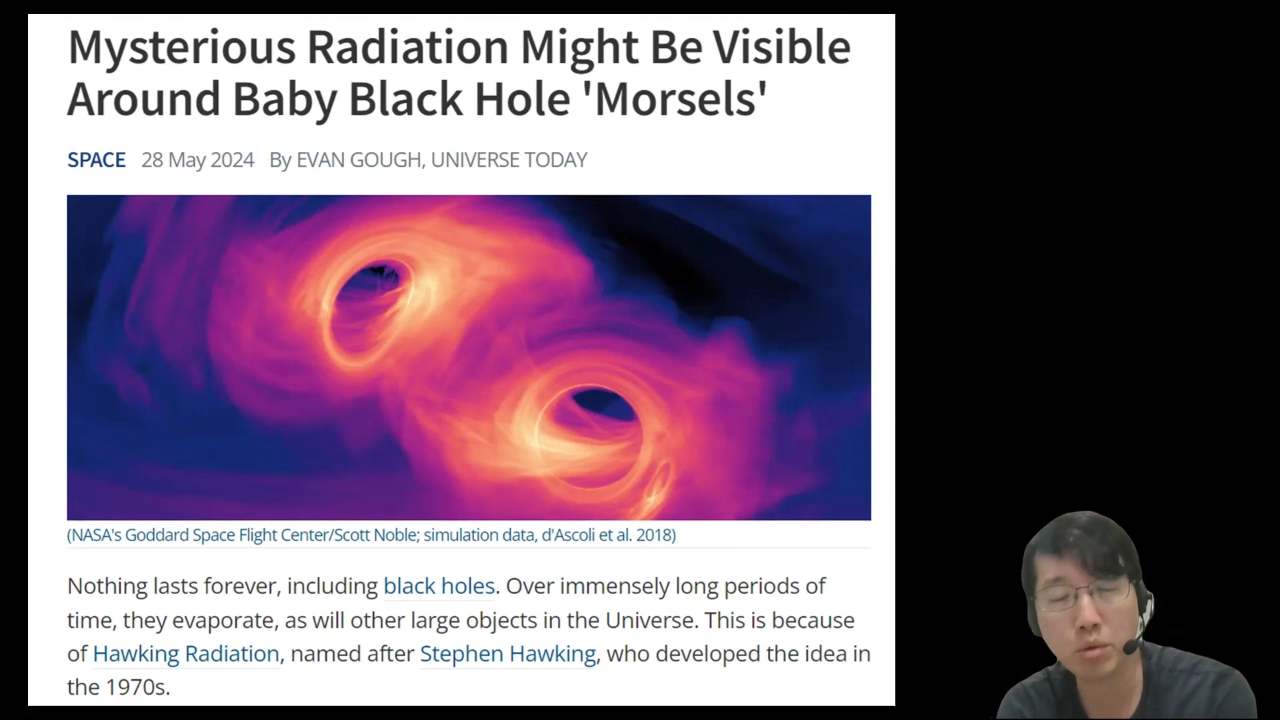 Mysterious Radiation Might Be Visible
Around Baby Black Hole 'Morsels'
SPACE 28 May 2024 By EVAN GOUGH, UNIVERSE TODAY
(NASA's Goddard Space Flight Center/Scott Noble; simulation data, d'Ascoli et al. 2018)
Nothing lasts forever, including black holes. Over immensely long periods of
time, they evaporate, as will other large objects in the Universe. This is because
of Hawking Radiation, named after Stephen Hawking, who developed the idea in
the 1970s.